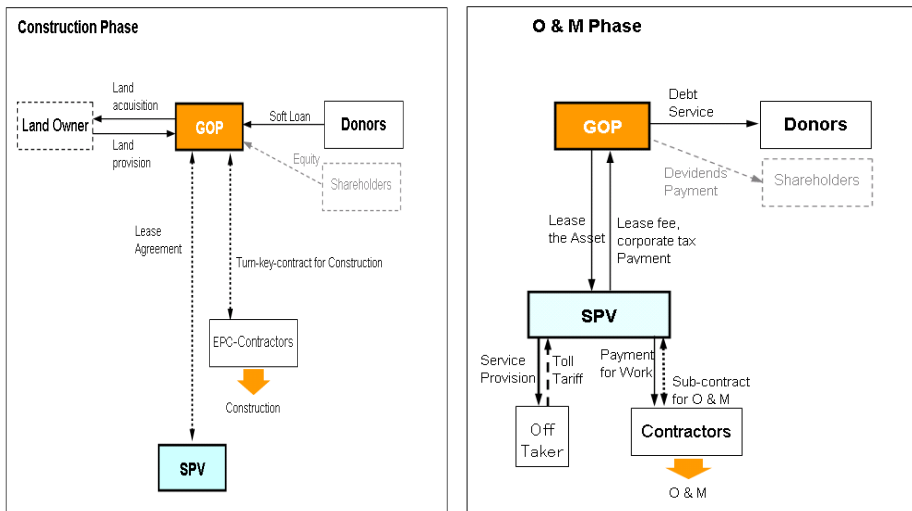 Construction Phase
Land
acquisition
Land Owner
GOP
Soft Loan
Donors
Land
provision
Equity
Shareholders
Lease
Agreement
Turn-key-contract for Construction
EPC-Contractors
Construction
SPV
O & M Phase
Debt
Service
GOP
Donors
Devidends
Payment
Shareholders
Lease
the Asset
Lease fee,
corporate tax
Payment
SPV
Service
Provision
Toll
Tariff
Payment
for Work
Sub-contract
for O & M
Off
Taker
Contractors
O & M